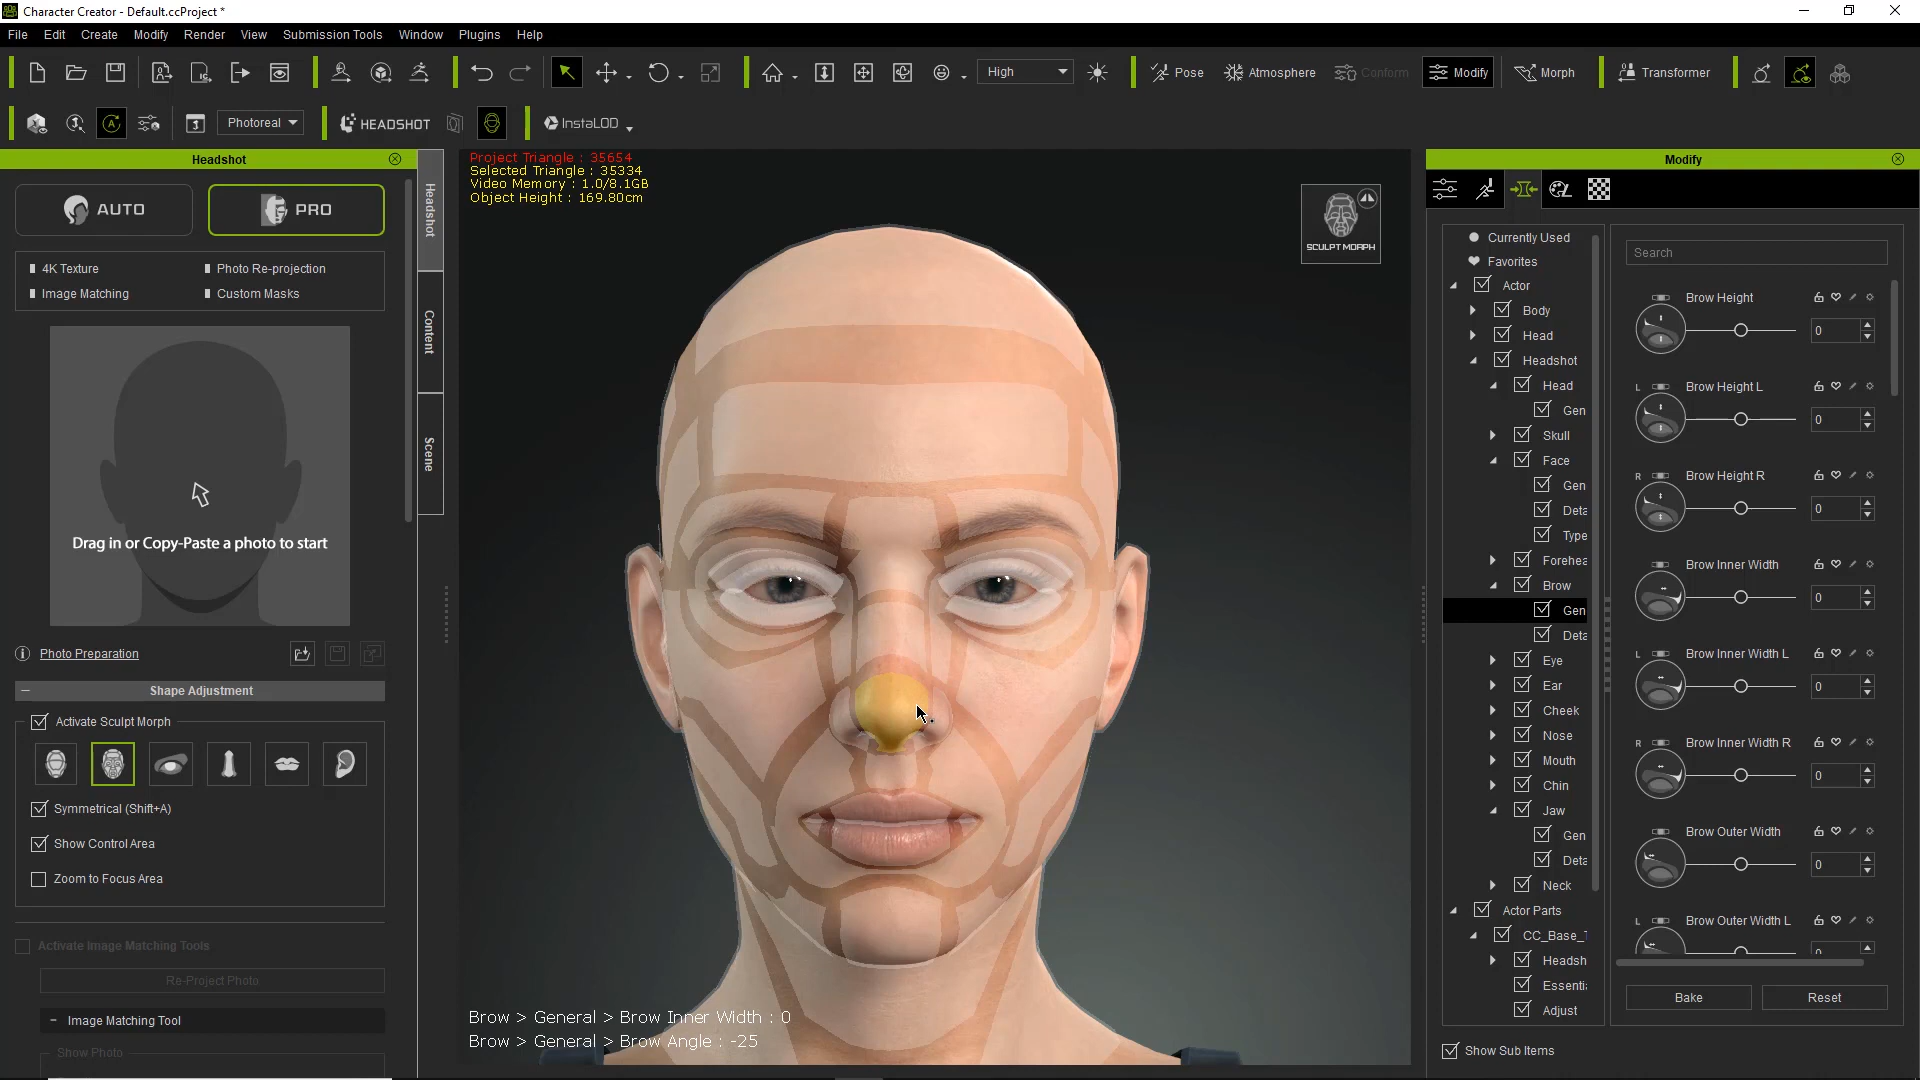 Character Creator - Default.ccProject *
File Edit Create Modify Render View Submission Tools Window Plugins Help
High Pose Atmosphere Conform Modify Morph Transformer
Photoreal HEADSHOT InstaLOD
Headshot
AUTO PRO
4K Texture Photo Re-projection
Image Matching Custom Masks
Drag in or Copy-Paste a photo to start
Photo Preparation
Shape Adjustment
Activate Sculpt Morph
Symmetrical (Shift+A)
Show Control Area
Zoom to Focus Area
Activate Image Matching Tools
Re-Project Photo
Image Matching Tool
Show Photo
Headshot
Content
Scene
Project Triangle : 35654
Selected Triangle : 35334
Video Memory : 1.0/8.1GB
Object Height : 169.80cm
SCULPT MORPH
Brow > General > Brow Inner Width : 0
Brow > General > Brow Angle : -25
Modify
Currently Used
Favorites
Actor
Body
Head
Headshot
Head
Gen
Skull
Face
Gen
Deta
Type
Forehea
Brow
Gen
Deta
Eye
Ear
Cheek
Nose
Mouth
Chin
Jaw
Gen
Deta
Neck
Actor Parts
CC_Base_T
Headsh
Essentia
Adjust
Show Sub Items
Search
Brow Height
0
L Brow Height L
0
R Brow Height R
0
Brow Inner Width
0
L Brow Inner Width L
0
R Brow Inner Width R
0
Brow Outer Width
0
L Brow Outer Width L
0
Bake Reset